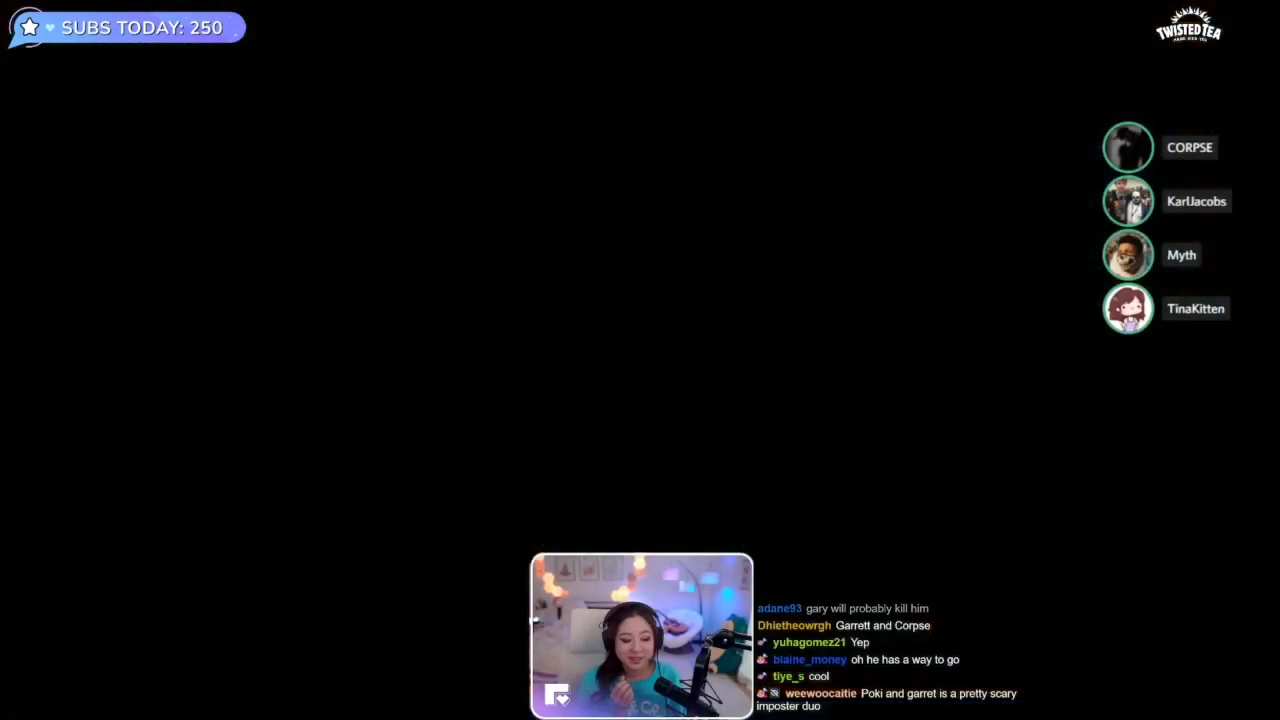 SUBS TODAY: 250
TWISTED TEA
CORPSE
KarlJacobs
Myth
TinaKitten
adane93 gary will probably kill him
Dhietheowrgh Garrett and Corpse
yuhagomez21 Yep
blaine_money oh he has a way to go
tiye_s cool
weewoocaitie Poki and garret is a pretty scary
imposter duo